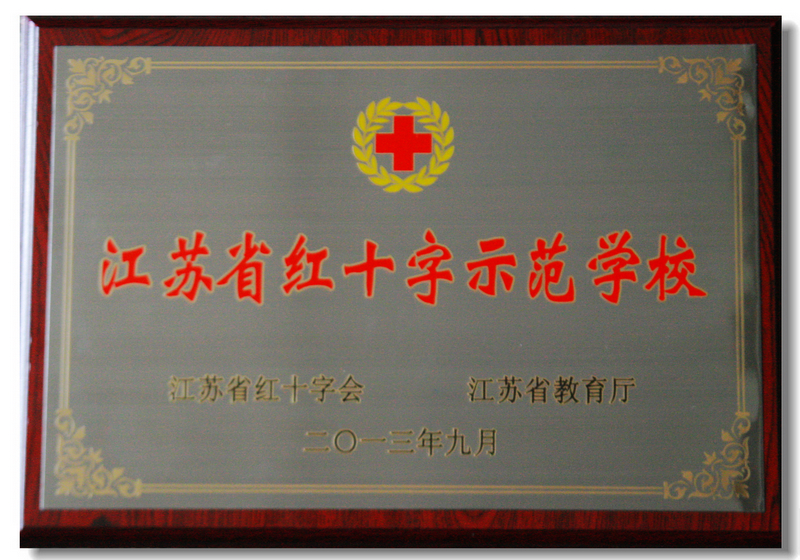 江苏省红十字示范学校
江苏省红十字会 江苏省教育厅
二〇一三年九月